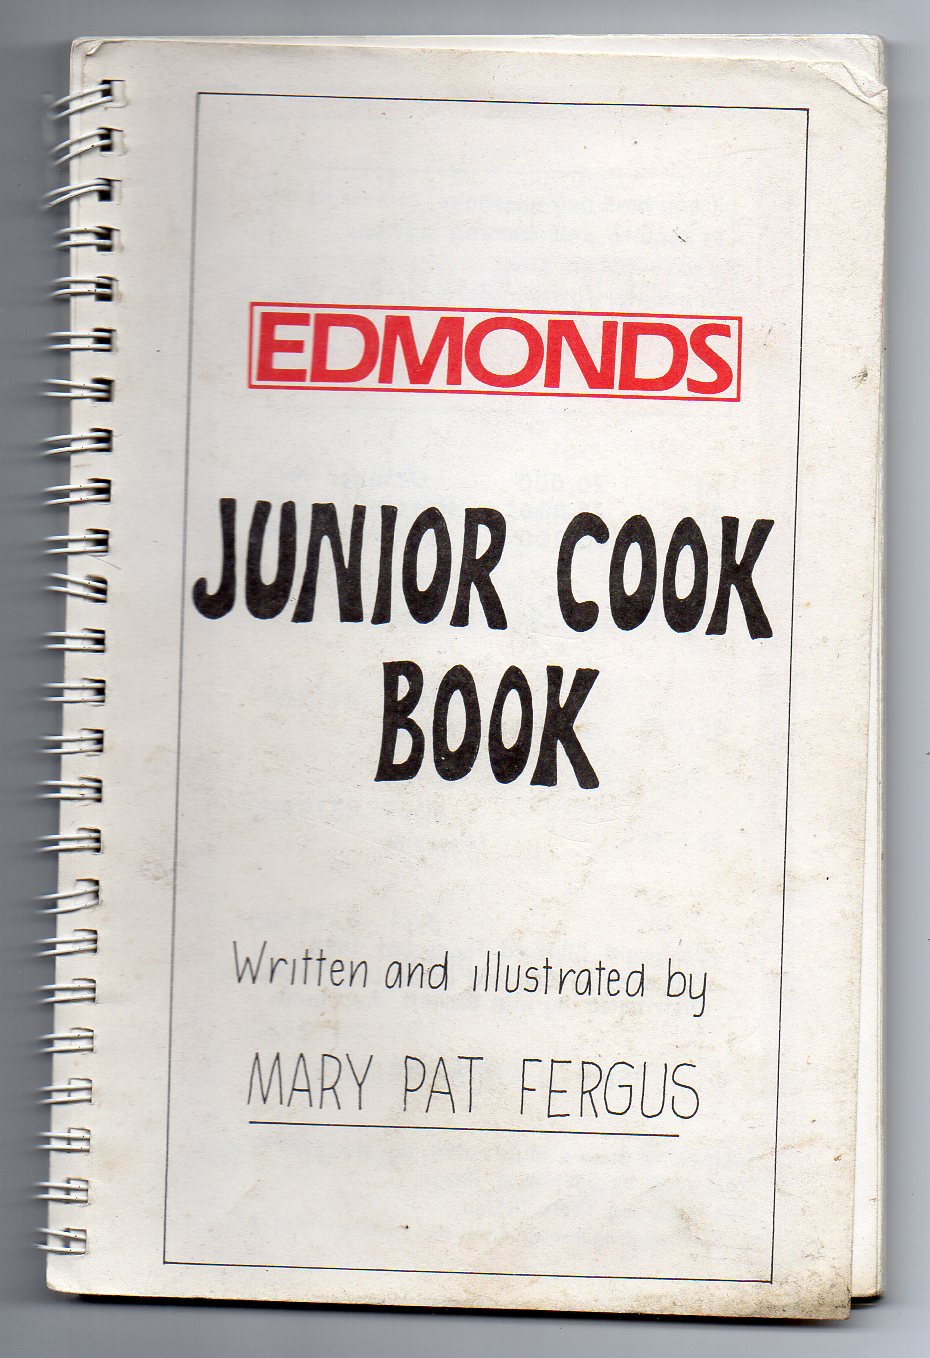 EDMONDS
JUNIOR COOK
BOOK
Written and illustrated by
MARY PAT FERGUS